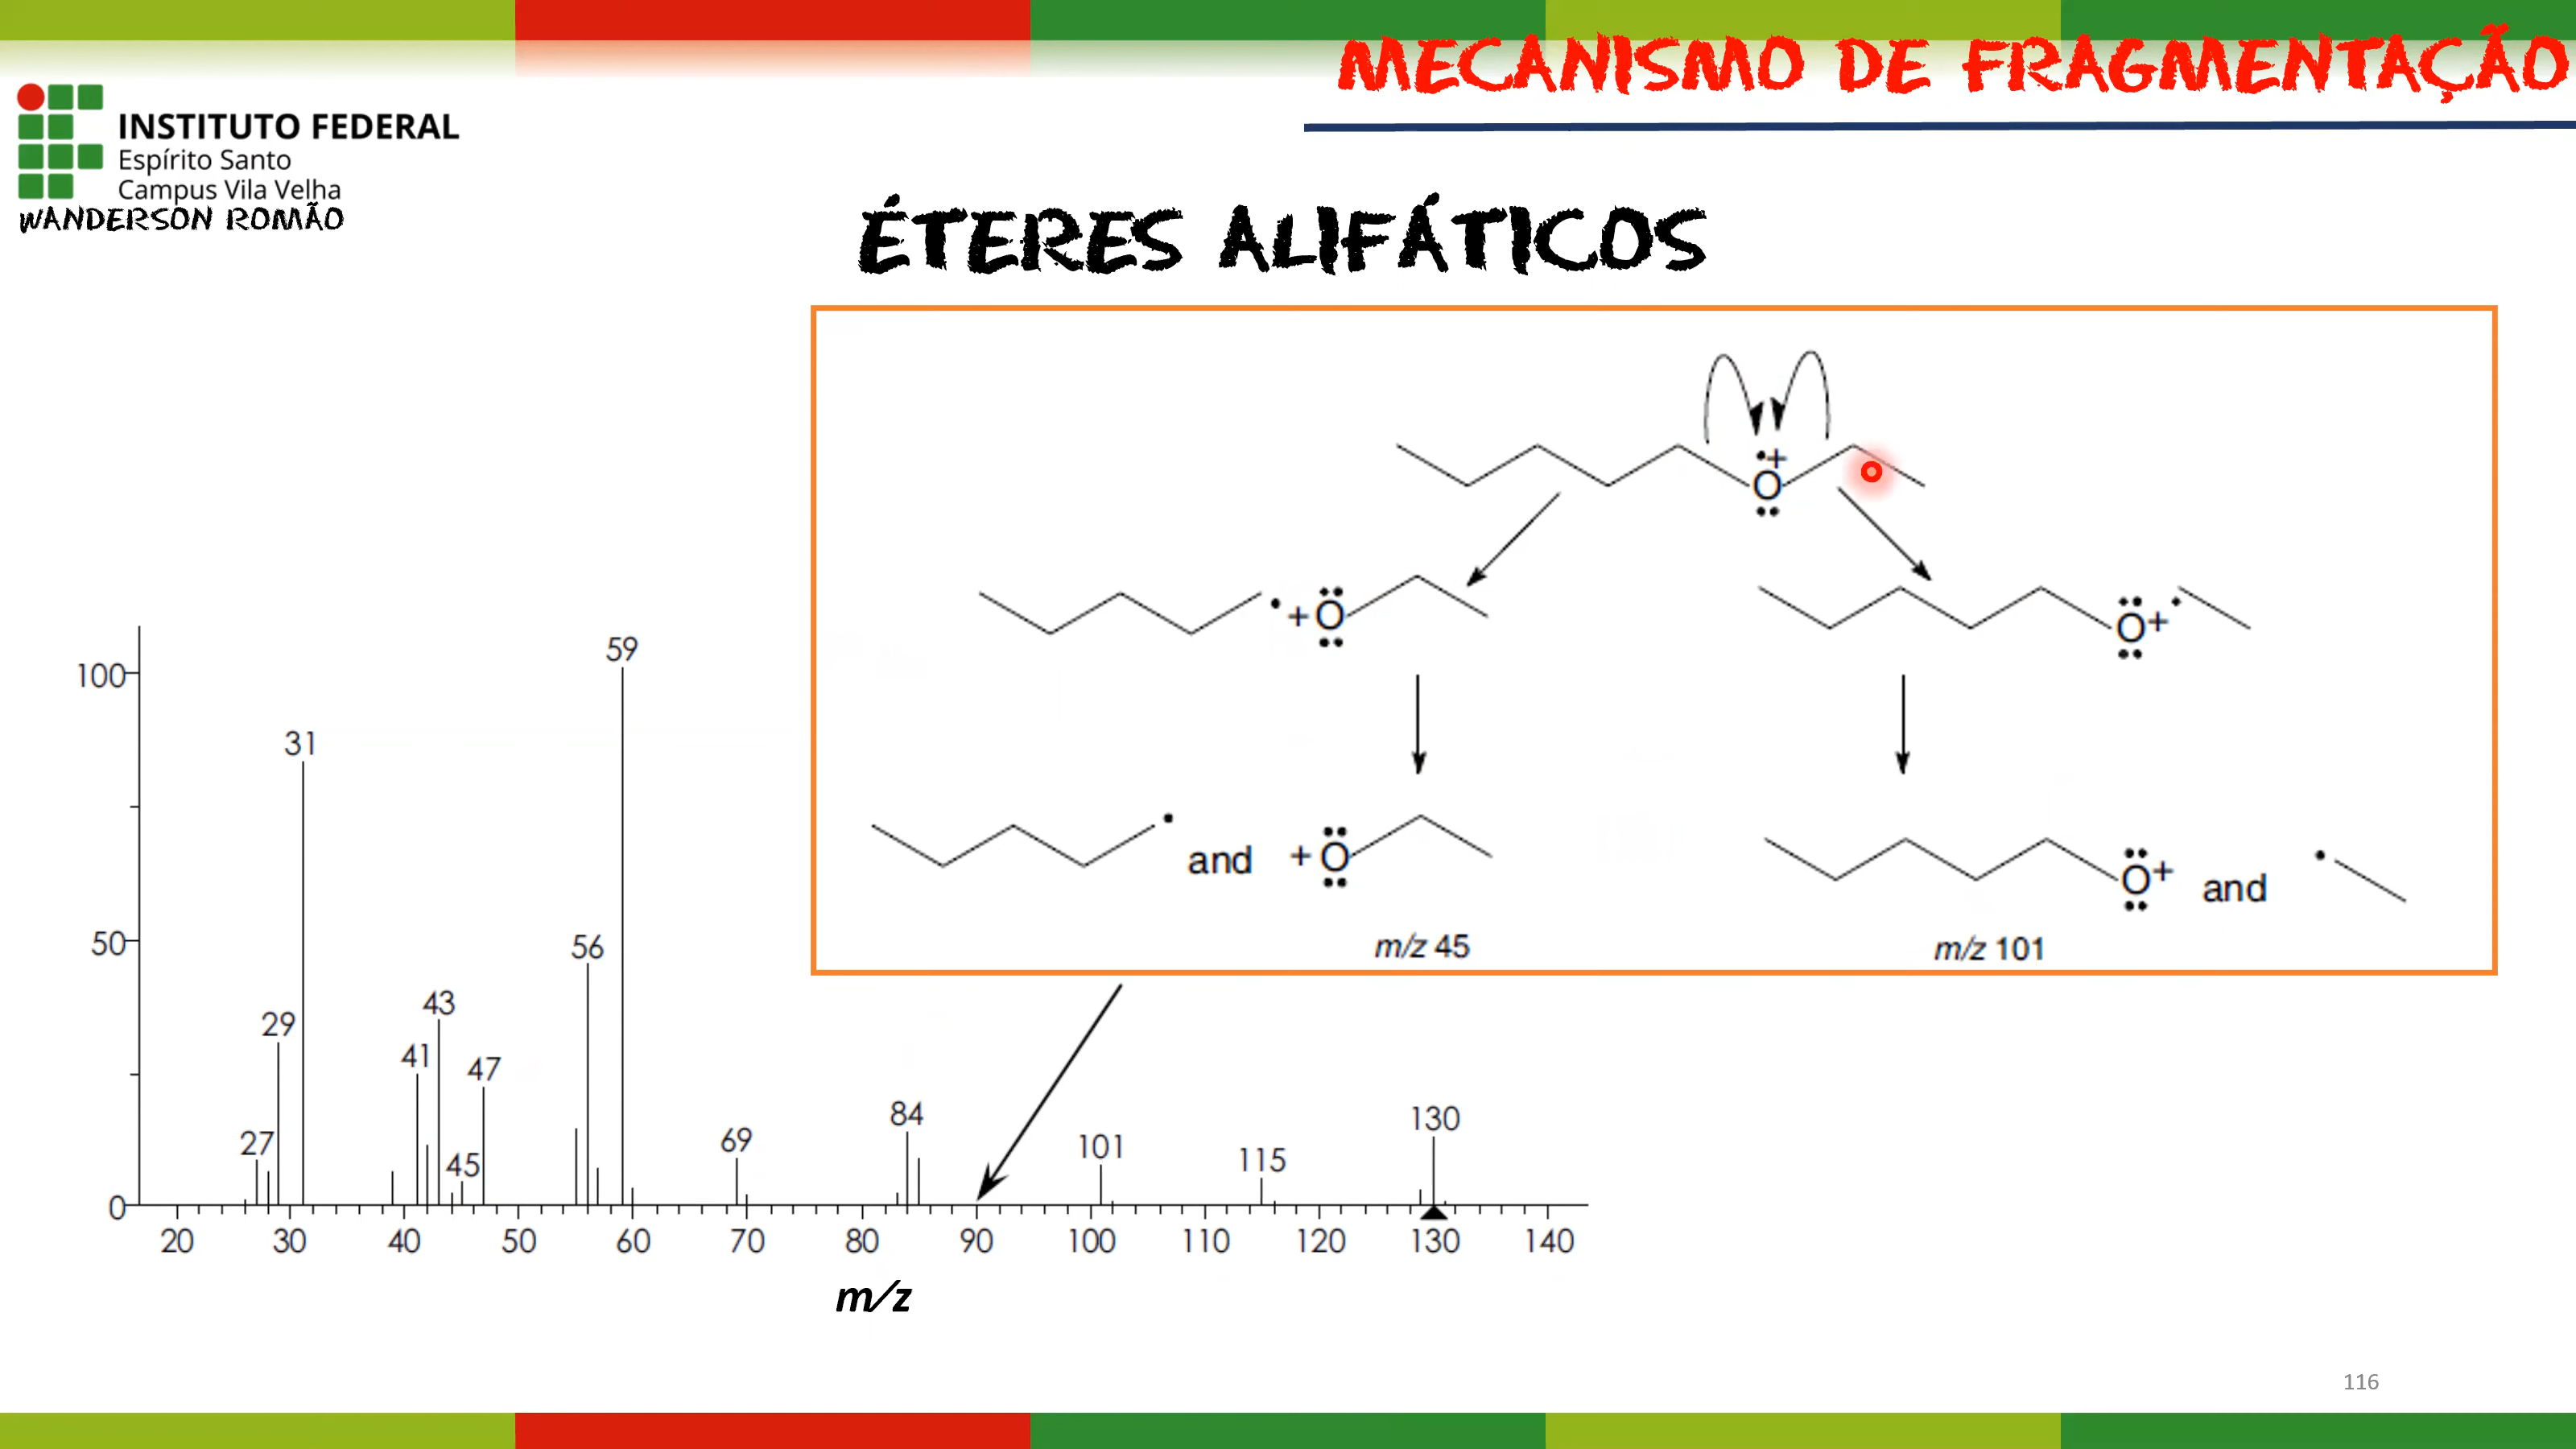 MECANISMO DE FRAGMENTAÇÃO
INSTITUTO FEDERAL
Espírito Santo
Campus Vila Velha
WANDERSON ROMÃO
ÉTERES ALIFÁTICOS
•+
O
• + O
O +•
• and + O
O+ and •
m/z 45
m/z 101
100
50
0
27
29
31
41
43
45
47
56
59
69
84
101
115
130
20 30 40 50 60 70 80 90 100 110 120 130 140
m/z
116